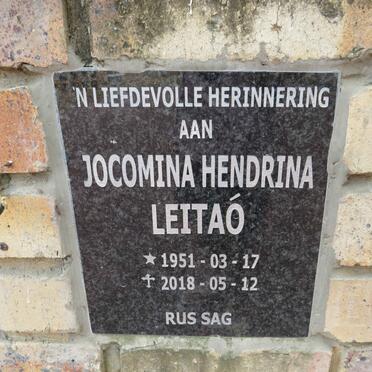 'N LIEFDEVOLLE HERINNERING
AAN
JOCOMINA HENDRINA
LEITAÓ
★ 1951 - 03 - 17
✝ 2018 - 05 - 12
RUS SAG